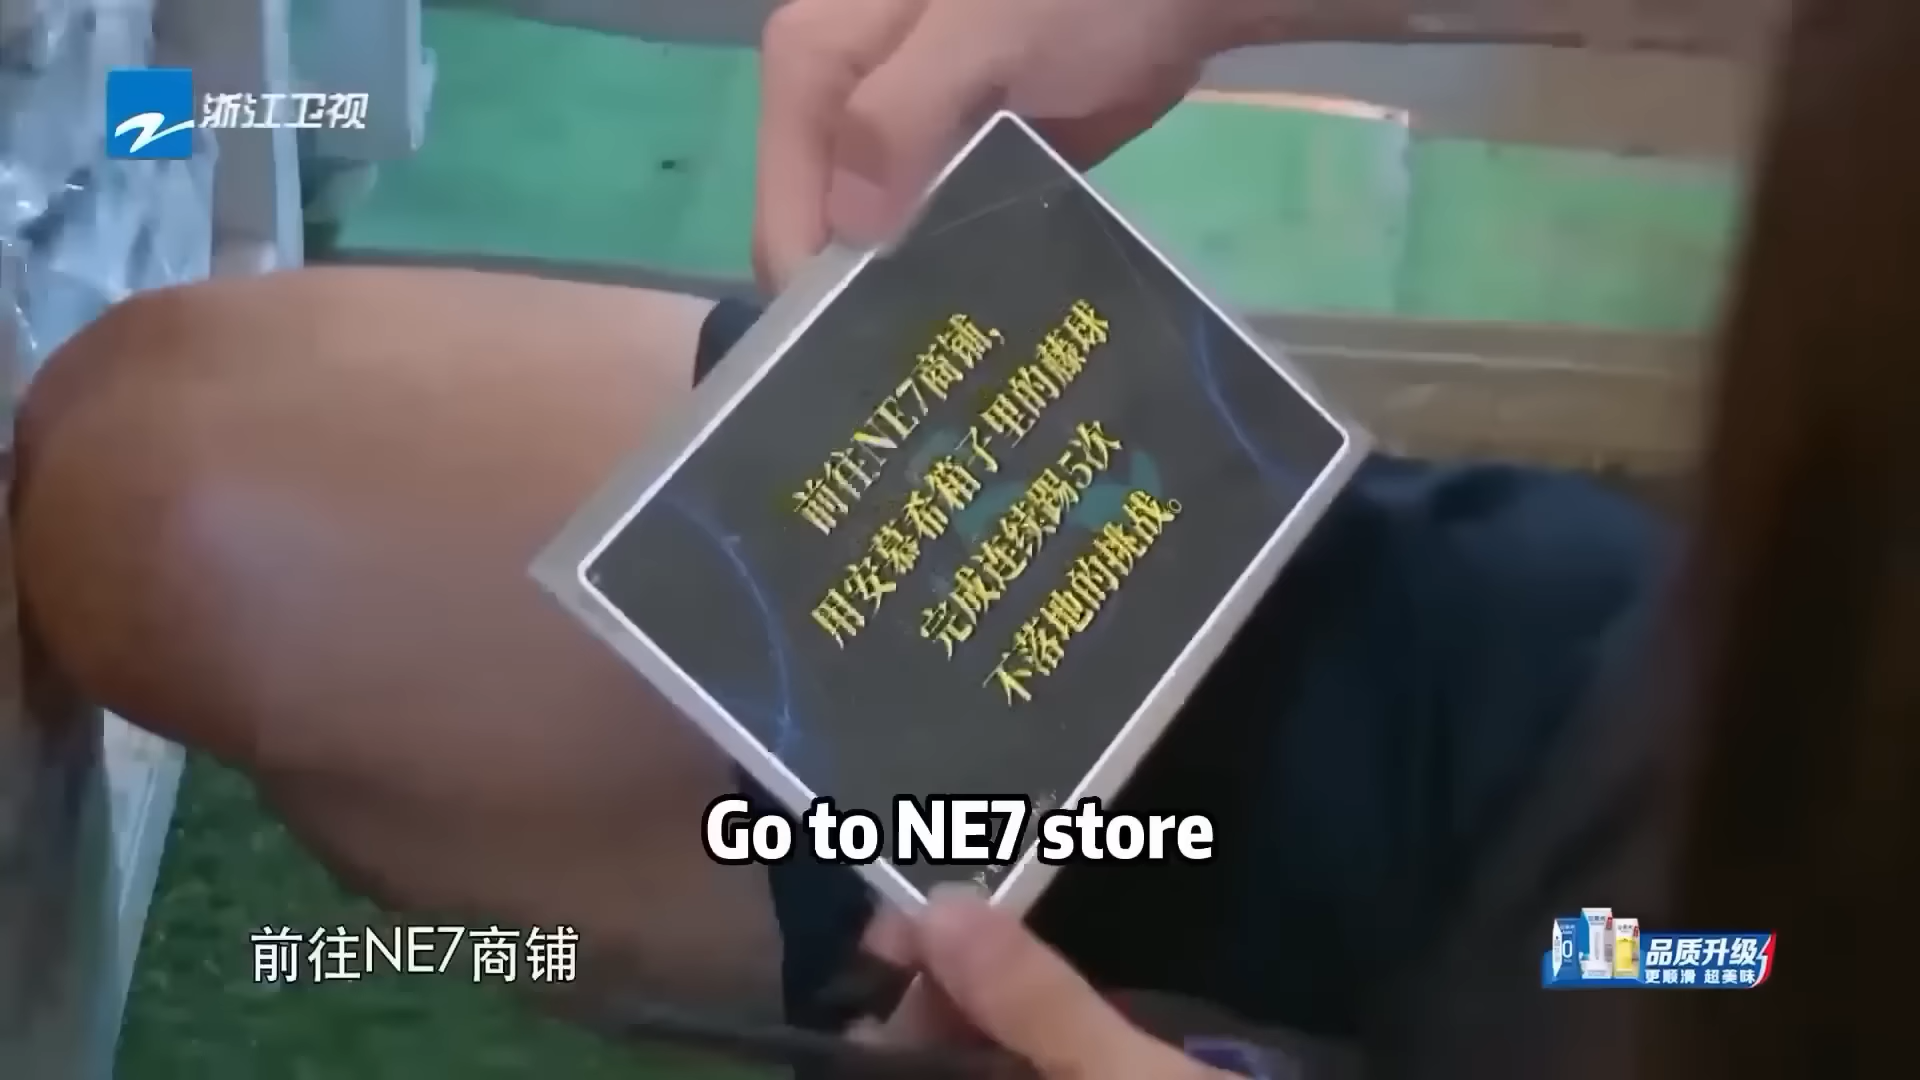 浙江卫视
前往NE7商铺,
用安慕希箱子里的藤球
完成连续踢5次
不落地的挑战。
Go to NE7 store
前往NE7商铺
品质升级
更顺滑 超美味